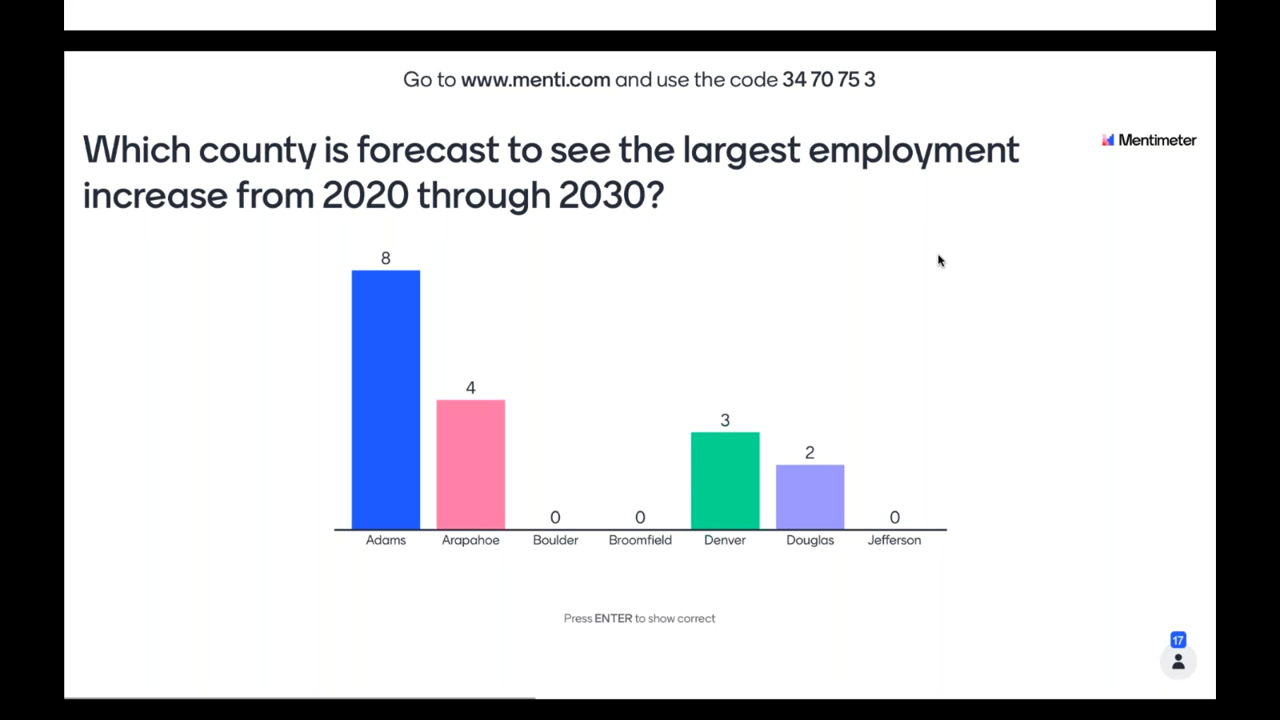 Go to www.menti.com and use the code 34 70 75 3
Which county is forecast to see the largest employment
increase from 2020 through 2030?
Mentimeter
8
4
0
0
3
2
0
Adams
Arapahoe
Boulder
Broomfield
Denver
Douglas
Jefferson
Press ENTER to show correct
17